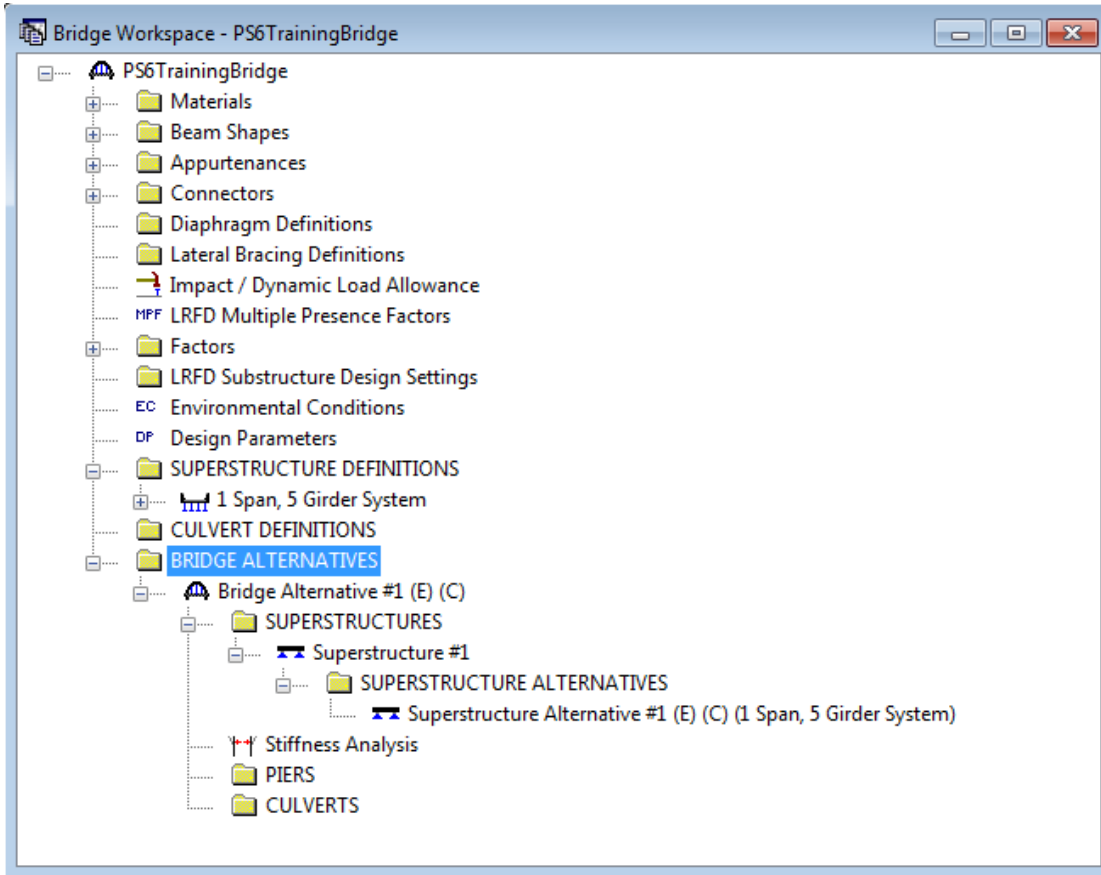 Bridge Workspace - PS6TrainingBridge
PS6TrainingBridge
Materials
Beam Shapes
Appurtenances
Connectors
Diaphragm Definitions
Lateral Bracing Definitions
Impact / Dynamic Load Allowance
MPF LRFD Multiple Presence Factors
Factors
LRFD Substructure Design Settings
EC Environmental Conditions
DP Design Parameters
SUPERSTRUCTURE DEFINITIONS
1 Span, 5 Girder System
CULVERT DEFINITIONS
BRIDGE ALTERNATIVES
Bridge Alternative #1 (E) (C)
SUPERSTRUCTURES
Superstructure #1
SUPERSTRUCTURE ALTERNATIVES
Superstructure Alternative #1 (E) (C) (1 Span, 5 Girder System)
Stiffness Analysis
PIERS
CULVERTS